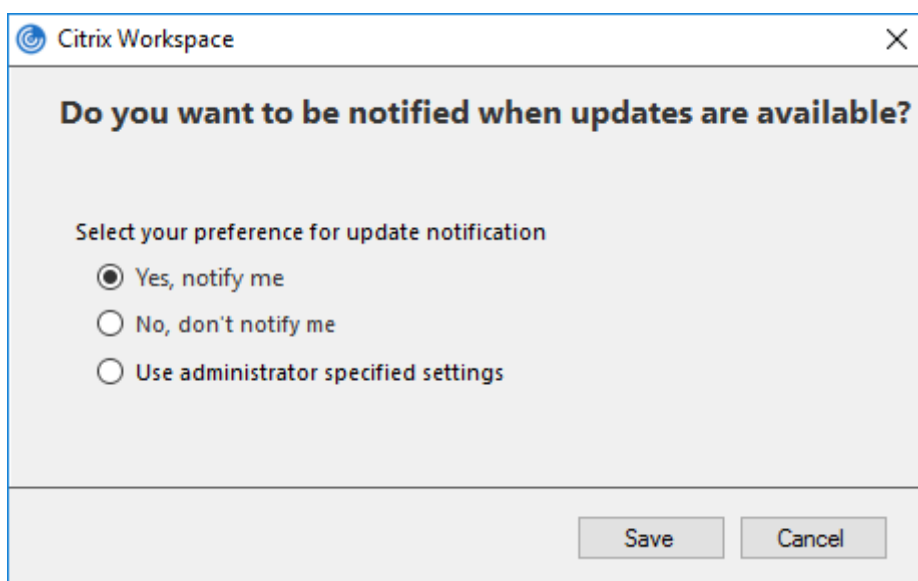 Citrix Workspace
Do you want to be notified when updates are available?
Select your preference for update notification
Yes, notify me
No, don't notify me
Use administrator specified settings
Save Cancel